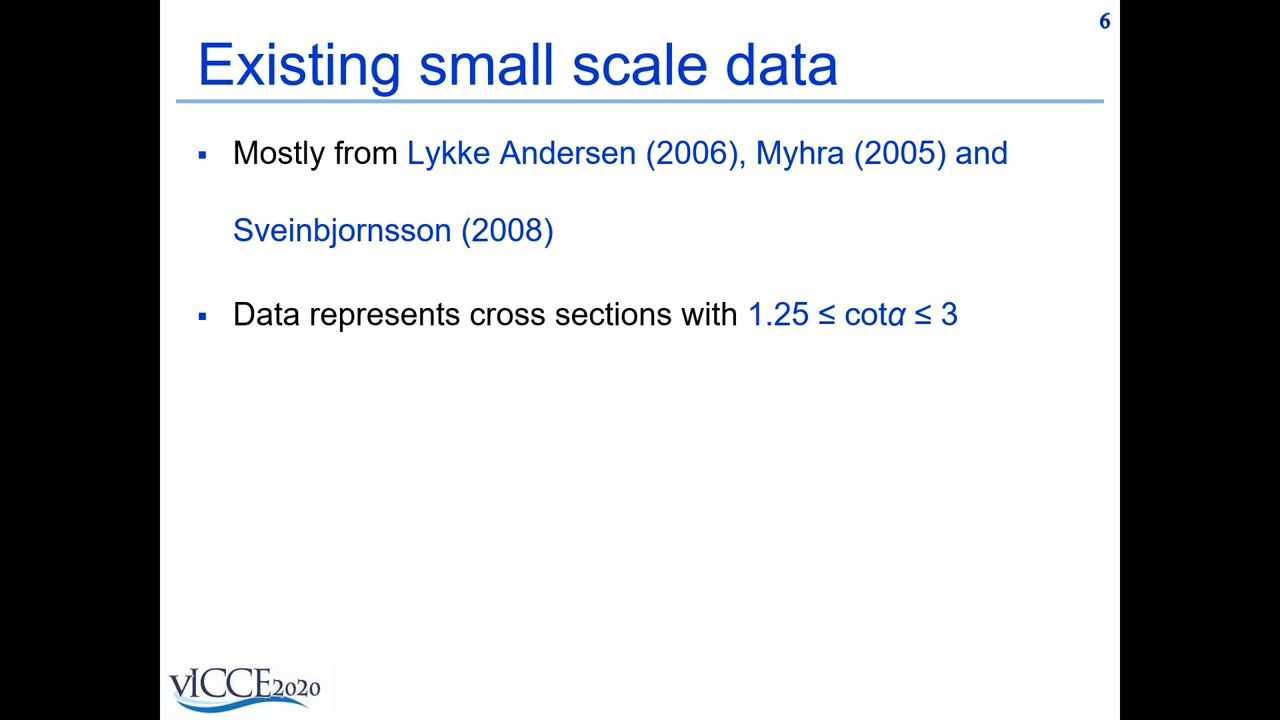 6
Existing small scale data
▪ Mostly from Lykke Andersen (2006), Myhra (2005) and
Sveinbjornsson (2008)
▪ Data represents cross sections with 1.25 ≤ cotα ≤ 3
vICCE2020